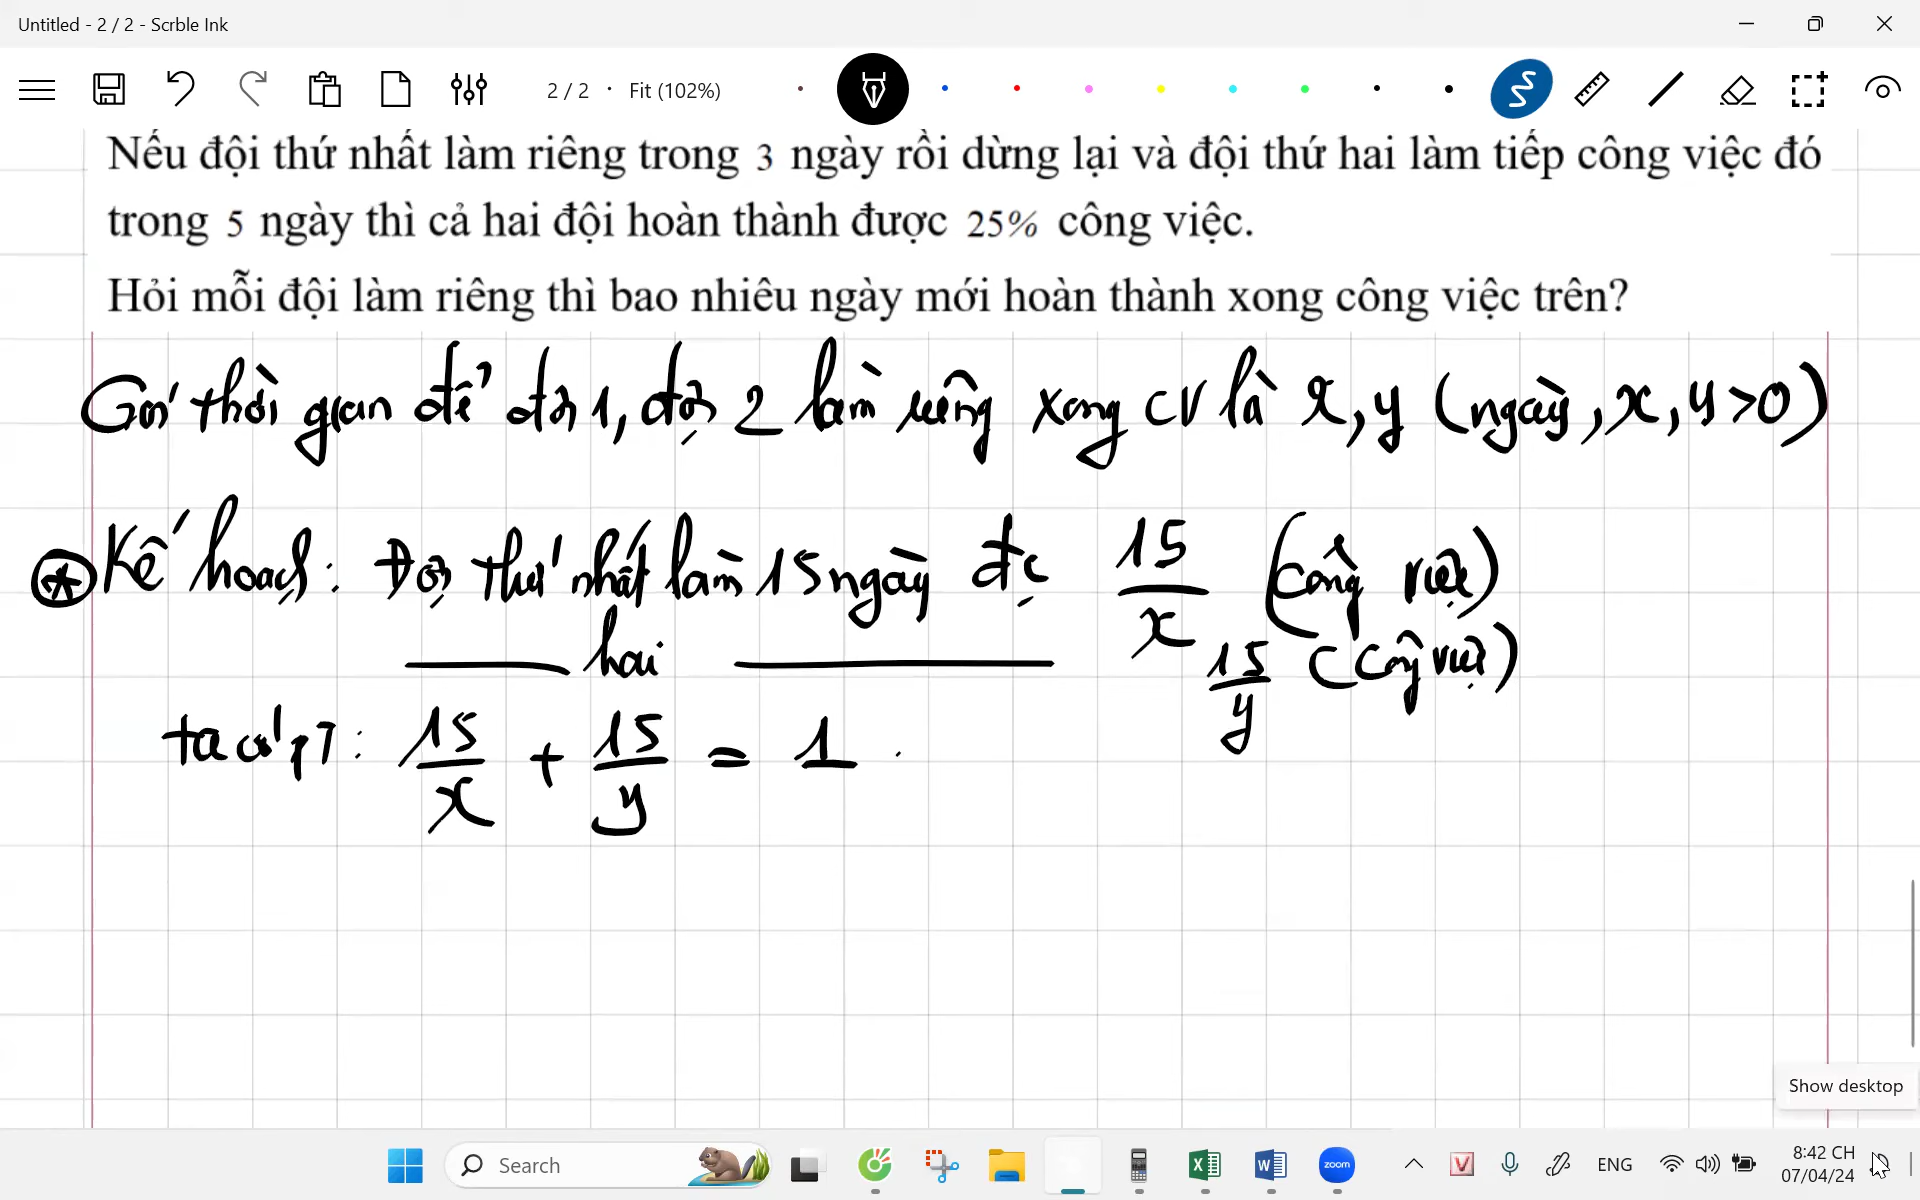 Untitled - 2 / 2 - Scrble Ink
2 / 2 · Fit (102%)
Nếu đội thứ nhất làm riêng trong 3 ngày rồi dừng lại và đội thứ hai làm tiếp công việc đó
trong 5 ngày thì cả hai đội hoàn thành được 25% công việc.
Hỏi mỗi đội làm riêng thì bao nhiêu ngày mới hoàn thành xong công việc trên?
Gọi thời gian để đội 1, đội 2 làm riêng xong CV là x, y (ngày, x, y > 0)
Kế hoạch: Đội thứ nhất làm 15 ngày đc 15/x (công việc)
hai 15/y (công việc)
ta có pT: 15/x + 15/y = 1
Show desktop
Search
zoom
ENG
8:42 CH
07/04/24